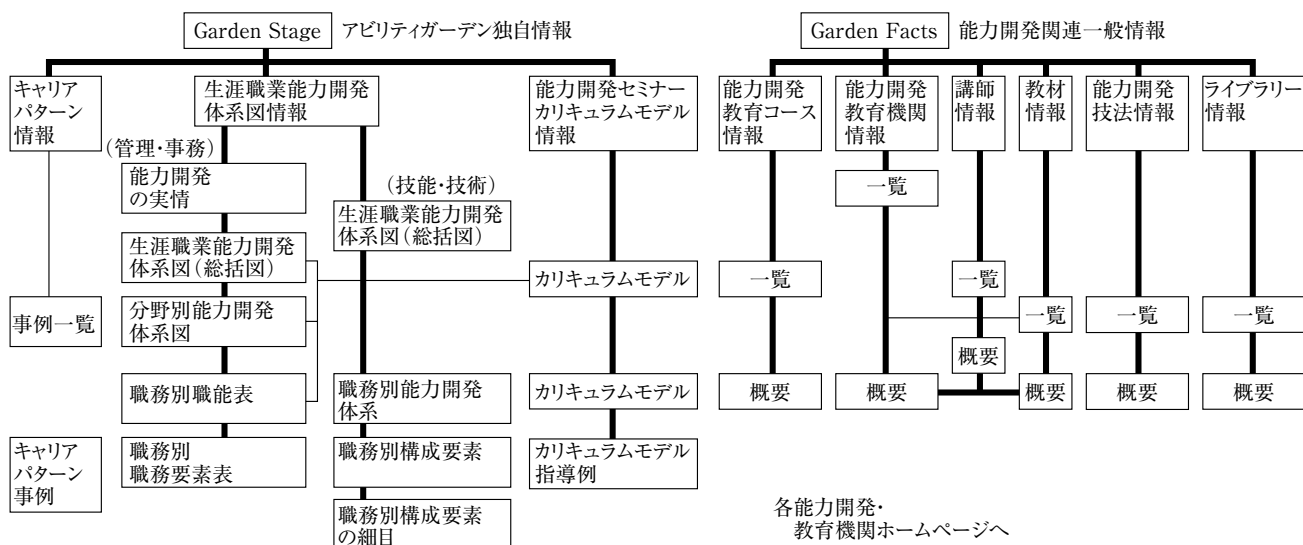 Garden Stage アビリティガーデン独自情報
キャリア
パターン
情報
生涯職業能力開発
体系図情報
能力開発セミナー
カリキュラムモデル
情報
(管理・事務)
能力開発
の実情
(技能・技術)
生涯職業能力開発
体系図(総括図)
生涯職業能力開発
体系図(総括図)
カリキュラムモデル
事例一覧
分野別能力開発
体系図
職務別職能表
職務別能力開発
体系
カリキュラムモデル
キャリア
パターン
事例
職務別
職務要素表
職務別構成要素
カリキュラムモデル
指導例
職務別構成要素
の細目
Garden Facts 能力開発関連一般情報
能力開発
教育コース
情報
能力開発
教育機関
情報
講師
情報
教材
情報
能力開発
技法情報
ライブラリー
情報
一覧
一覧
一覧
一覧
一覧
一覧
概要
概要
概要
概要
概要
概要
各能力開発・
教育機関ホームページへ